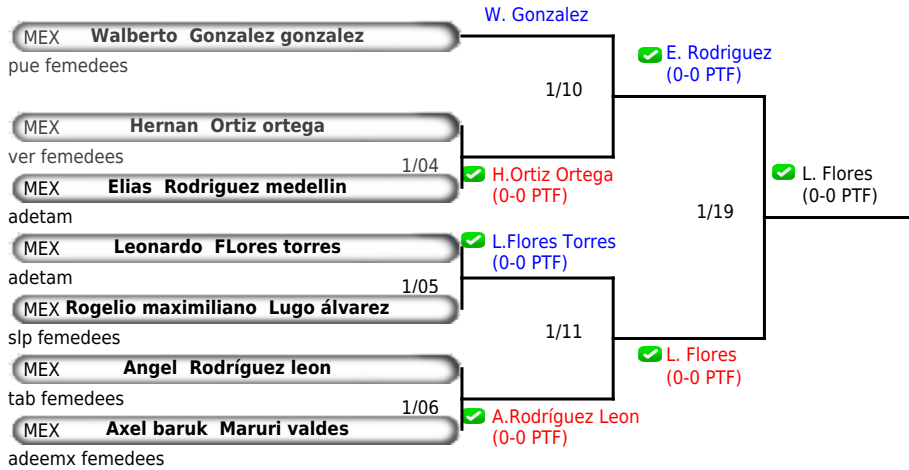 W. Gonzalez
MEX Walberto Gonzalez gonzalez
pue femedees
E. Rodriguez
(0-0 PTF)
1/10
MEX Hernan Ortiz ortega
ver femedees
1/04
H.Ortiz Ortega
(0-0 PTF)
MEX Elias Rodriguez medellin
adetam
L. Flores
(0-0 PTF)
1/19
MEX Leonardo FLores torres
adetam
L.Flores Torres
(0-0 PTF)
1/05
MEX Rogelio maximiliano Lugo álvarez
slp femedees
1/11
MEX Angel Rodríguez leon
tab femedees
L. Flores
(0-0 PTF)
1/06
A.Rodríguez Leon
(0-0 PTF)
MEX Axel baruk Maruri valdes
adeemx femedees